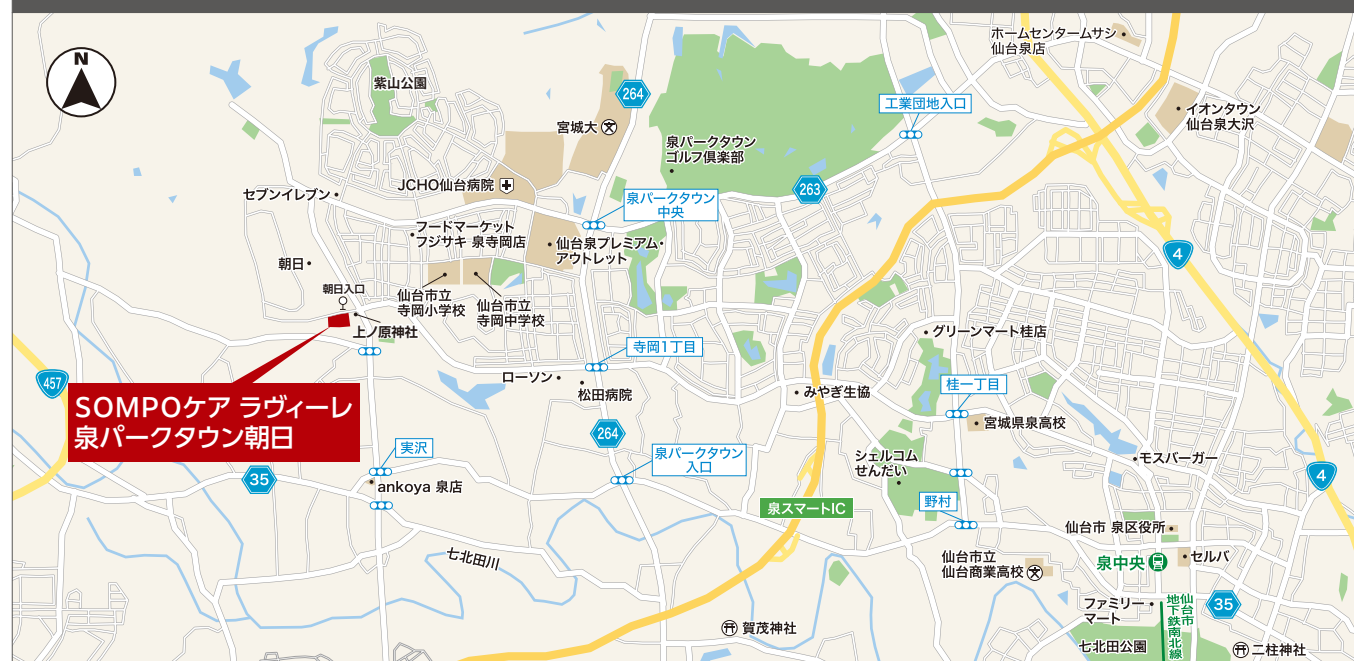 N
紫山公園
264
宮城大
ホームセンタームサシ
仙台泉店
工業団地入口
イオンタウン
仙台泉大沢
泉パークタウン
ゴルフ倶楽部
263
JCHO仙台病院
セブンイレブン
泉パークタウン
中央
フードマーケット
フジサキ 泉寺岡店
仙台泉プレミアム・
アウトレット
4
朝日
朝日入口
仙台市立
寺岡小学校
仙台市立
寺岡中学校
上ノ原神社
グリーンマート桂店
寺岡1丁目
457
ローソン
松田病院
みやぎ生協
桂一丁目
SOMPOケア ラヴィーレ
泉パークタウン朝日
宮城県泉高校
264
実沢
泉パークタウン
入口
シェルコム
せんだい
モスバーガー
4
35
ankoya 泉店
泉スマートIC
野村
仙台市 泉区役所
七北田川
仙台市立
仙台商業高校
泉中央
セルバ
ファミリー
マート
仙台市
地下鉄南北線
35
賀茂神社
七北田公園
二柱神社